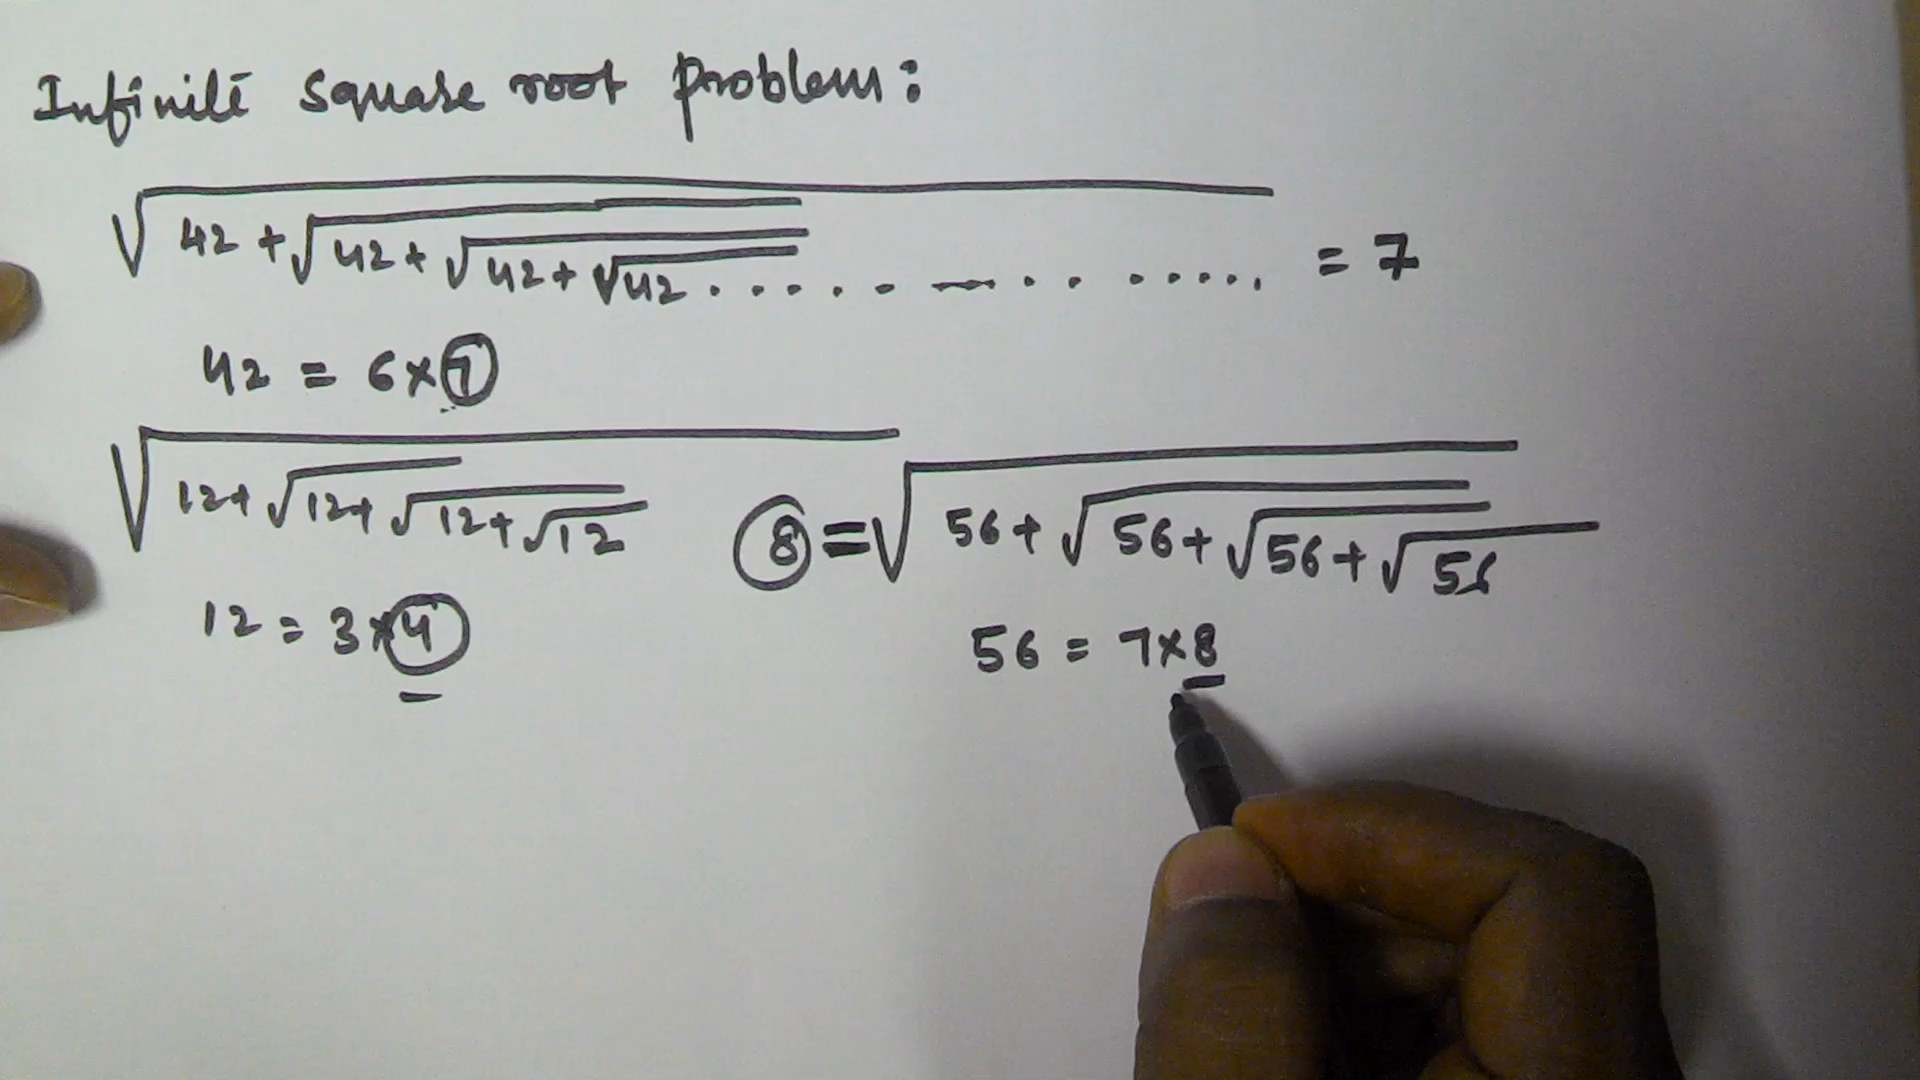 Infinite square root problem:
√42+√42+√42+√42 ............... = 7
42 = 6×7
√12+√12+√12+√12
8=√56+√56+√56+√56
12 = 3×4
56 = 7×8